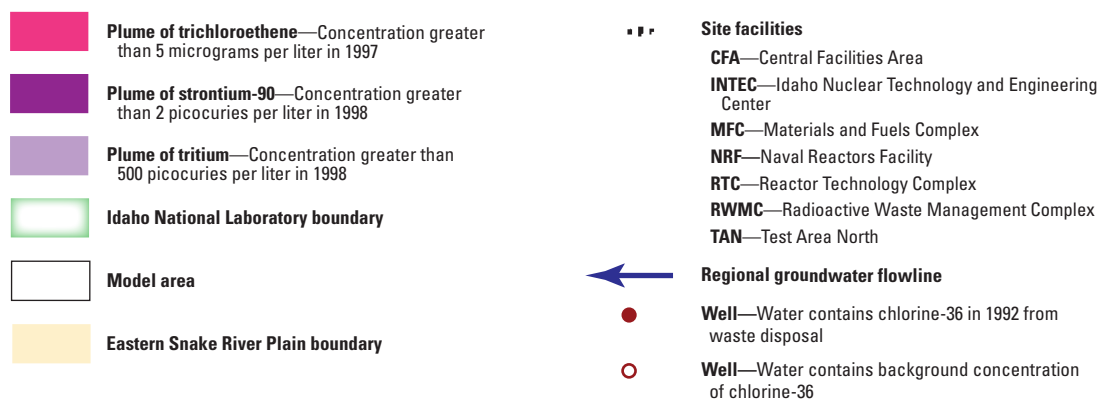 Plume of trichloroethene—Concentration greater
than 5 micrograms per liter in 1997
Plume of strontium-90—Concentration greater
than 2 picocuries per liter in 1998
Plume of tritium—Concentration greater than
500 picocuries per liter in 1998
Idaho National Laboratory boundary
Model area
Eastern Snake River Plain boundary
Site facilities
CFA—Central Facilities Area
INTEC—Idaho Nuclear Technology and Engineering
Center
MFC—Materials and Fuels Complex
NRF—Naval Reactors Facility
RTC—Reactor Technology Complex
RWMC—Radioactive Waste Management Complex
TAN—Test Area North
Regional groundwater flowline
Well—Water contains chlorine-36 in 1992 from
waste disposal
Well—Water contains background concentration
of chlorine-36